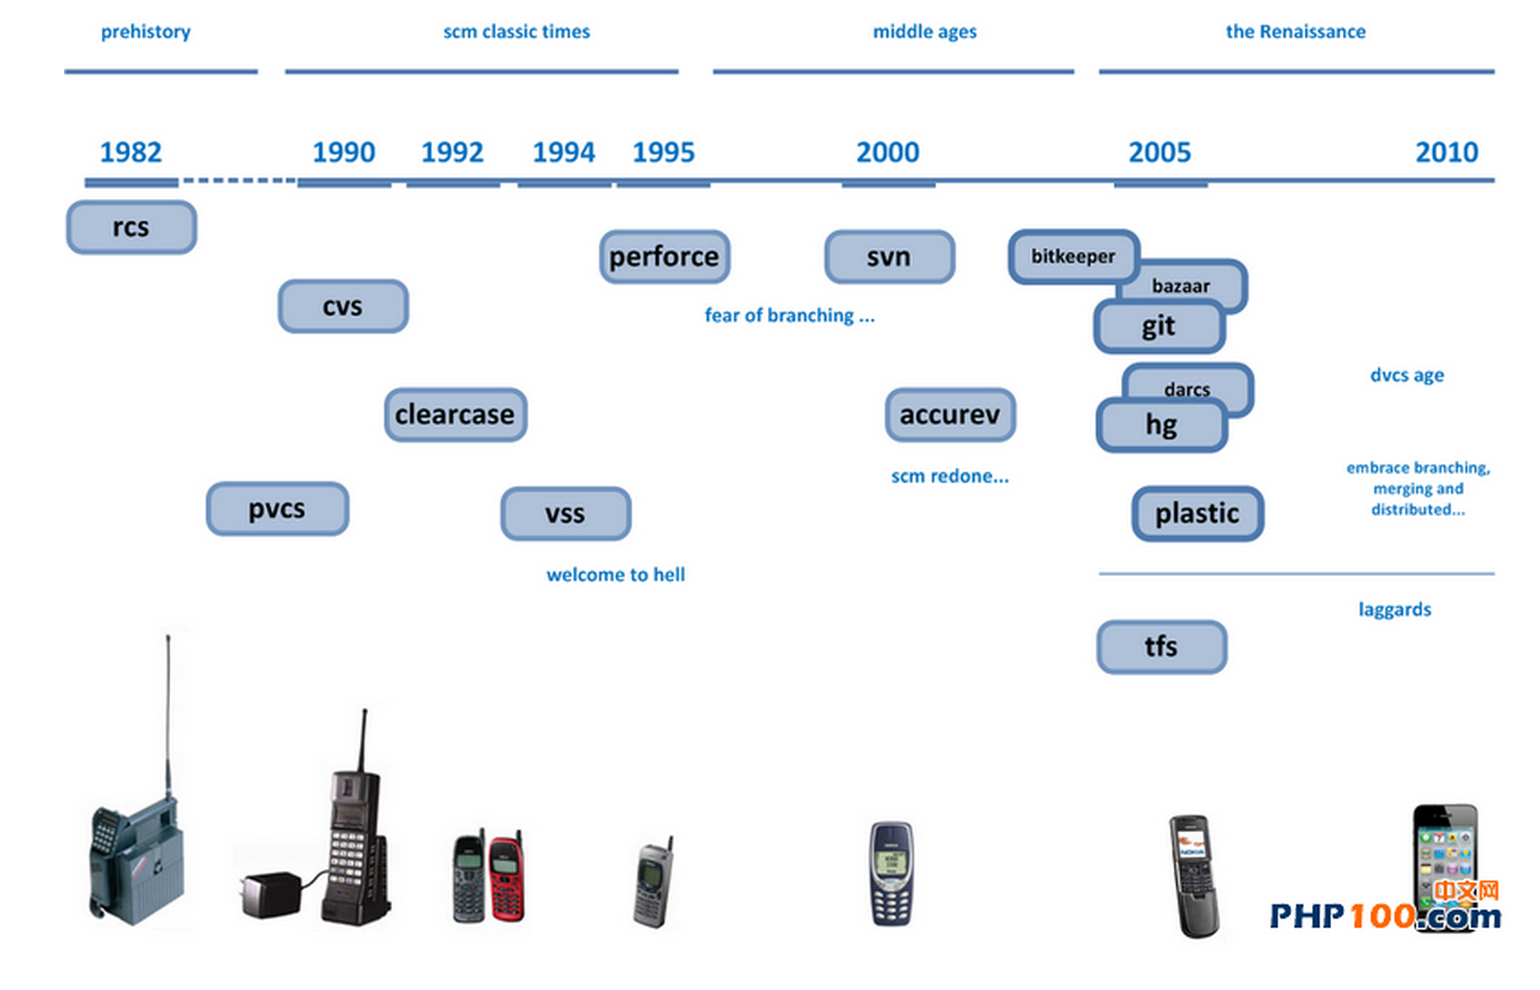 prehistory
scm classic times
middle ages
the Renaissance
1982
1990
1992
1994
1995
2000
2005
2010
rcs
perforce
svn
bitkeeper
bazaar
cvs
fear of branching ...
git
dvcs age
darcs
clearcase
accurev
hg
scm redone...
embrace branching,
merging and
distributed...
pvcs
vss
plastic
welcome to hell
laggards
tfs
NOKIA
中文网
PHP100.com